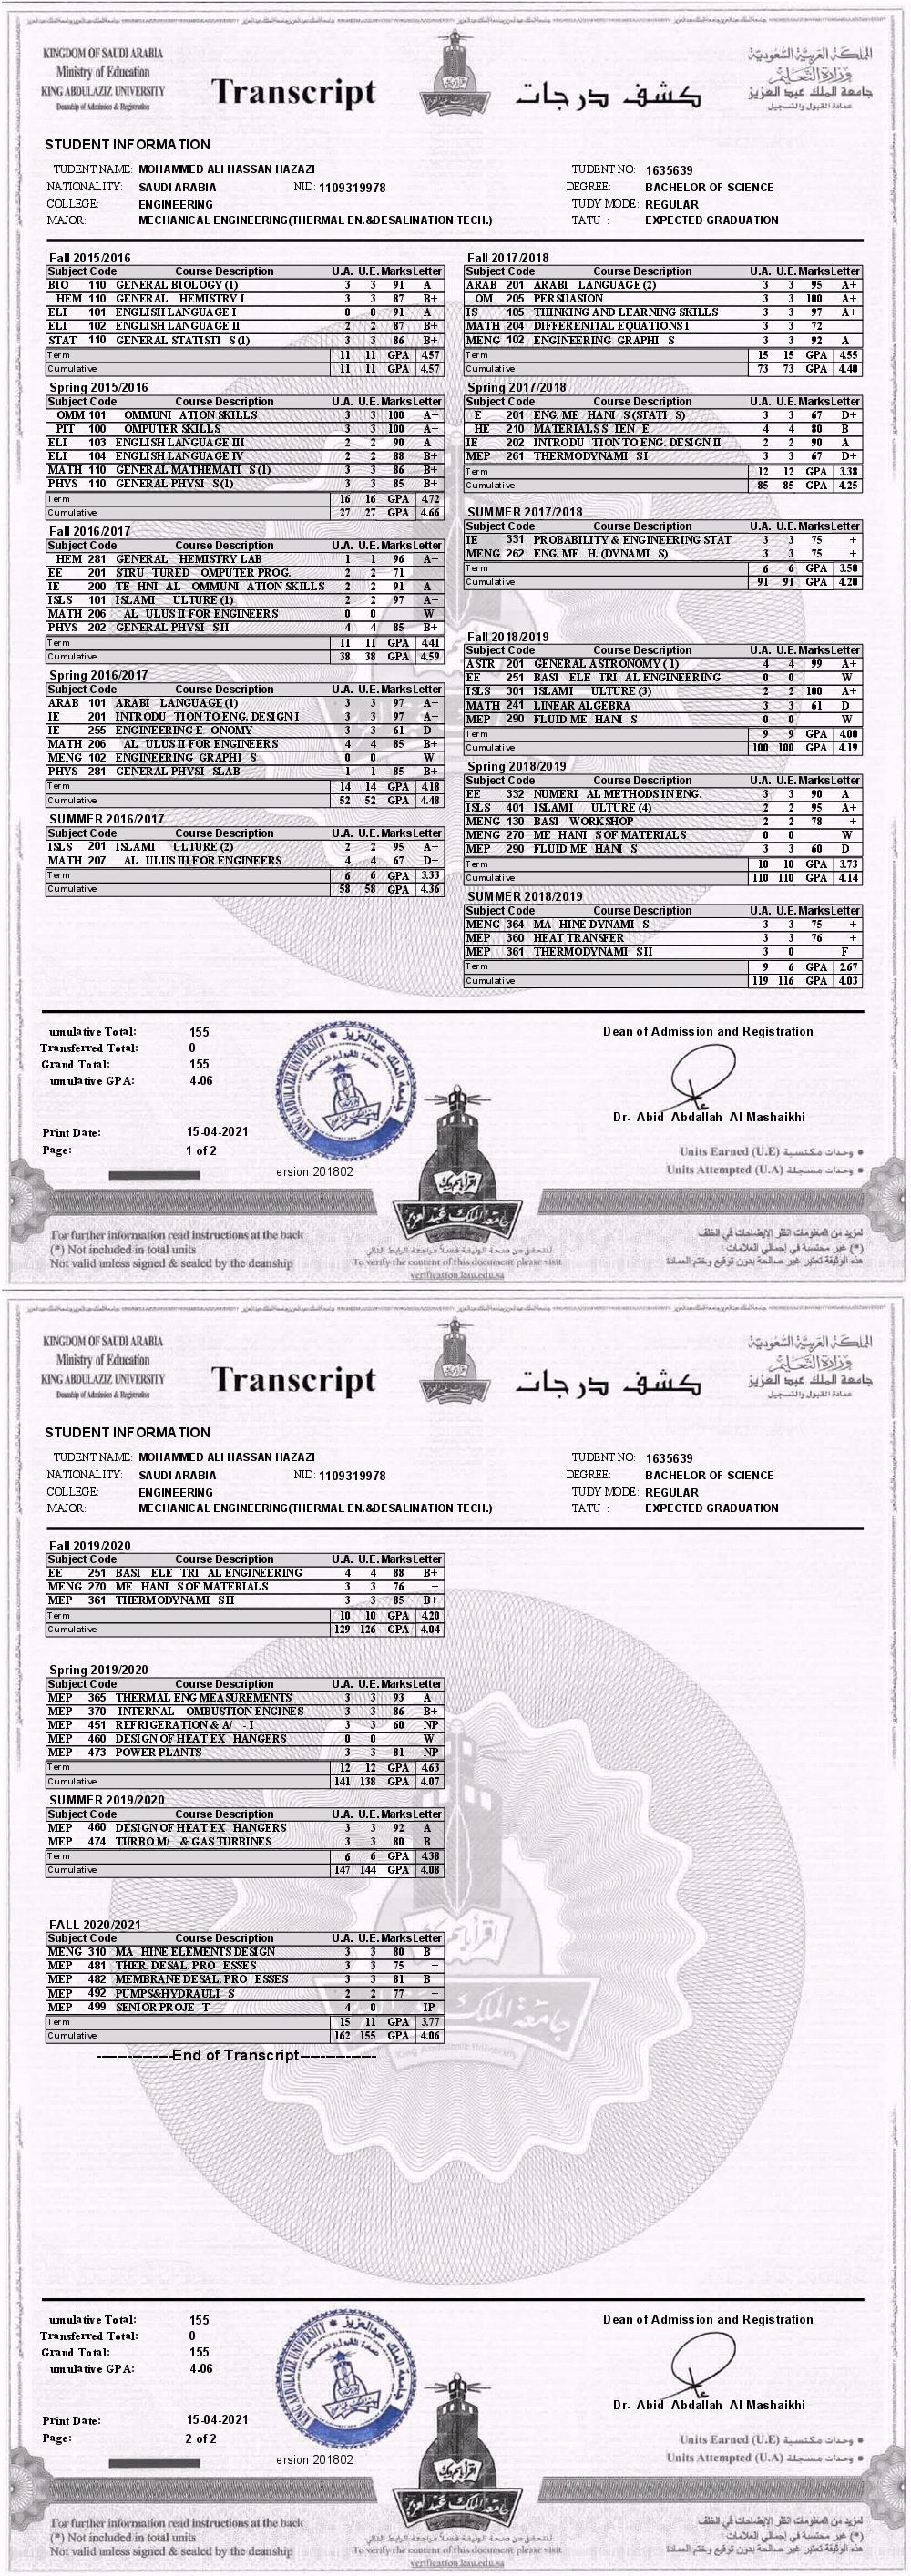 KINGDOM OF SAUDI ARABIA
Ministry of Education
KING ABDULAZIZ UNIVERSITY
Deanship of Admission & Registration
Transcript
كشف درجات
المملكة العربية السعودية
وزارة التعليم
جامعة الملك عبد العزيز
عمادة القبول والتسجيل
STUDENT INFORMATION
TUDENT NAME: MOHAMMED ALI HASSAN HAZAZI TUDENT NO: 1635639
NATIONALITY: SAUDI ARABIA NID: 1109319978 DEGREE: BACHELOR OF SCIENCE
COLLEGE: ENGINEERING TUDY MODE: REGULAR
MAJOR: MECHANICAL ENGINEERING(THERMAL EN.&DESALINATION TECH.) TATU : EXPECTED GRADUATION
Fall 2015/2016
Subject Code Course Description U.A. U.E. Marks Letter
BIO 110 GENERAL BIOLOGY (1) 3 3 91 A
HEM 110 GENERAL HEMISTRY I 3 3 87 B+
ELI 101 ENGLISH LANGUAGE I 0 0 91 A
ELI 102 ENGLISH LANGUAGE II 2 2 87 B+
STAT 110 GENERAL STATISTI S (1) 3 3 86 B+
Term 11 11 GPA 4.57
Cumulative 11 11 GPA 4.57
Spring 2015/2016
Subject Code Course Description U.A. U.E. Marks Letter
OMM 101 OMMUNI ATION SKILLS 3 3 100 A+
PIT 100 OMPUTER SKILLS 3 3 100 A+
ELI 103 ENGLISH LANGUAGE III 2 2 90 A
ELI 104 ENGLISH LANGUAGE IV 2 2 88 B+
MATH 110 GENERAL MATHEMATI S (1) 3 3 86 B+
PHYS 110 GENERAL PHYSI S (1) 3 3 85 B+
Term 16 16 GPA 4.72
Cumulative 27 27 GPA 4.66
Fall 2016/2017
Subject Code Course Description U.A. U.E. Marks Letter
HEM 281 GENERAL HEMISTRY LAB 1 1 96 A+
EE 201 STRU TURED OMPUTER PROG. 2 2 71
IE 200 TE HNI AL OMMUNI ATION SKILLS 2 2 91 A
ISLS 101 ISLAMI ULTURE (1) 2 2 97 A+
MATH 206 AL ULUS II FOR ENGINEERS 0 0 W
PHYS 202 GENERAL PHYSI S II 4 4 85 B+
Term 11 11 GPA 4.41
Cumulative 38 38 GPA 4.59
Spring 2016/2017
Subject Code Course Description U.A. U.E. Marks Letter
ARAB 101 ARABI LANGUAGE (1) 3 3 97 A+
IE 201 INTRODU TION TO ENG. DESIGN I 3 3 97 A+
IE 255 ENGINEERING E ONOMY 3 3 61 D
MATH 206 AL ULUS II FOR ENGINEERS 4 4 85 B+
MENG 102 ENGINEERING GRAPHI S 0 0 W
PHYS 281 GENERAL PHYSI S LAB 1 1 85 B+
Term 14 14 GPA 4.18
Cumulative 52 52 GPA 4.48
SUMMER 2016/2017
Subject Code Course Description U.A. U.E. Marks Letter
ISLS 201 ISLAMI ULTURE (2) 2 2 95 A+
MATH 207 AL ULUS III FOR ENGINEERS 4 4 67 D+
Term 6 6 GPA 3.33
Cumulative 58 58 GPA 4.36
Fall 2017/2018
Subject Code Course Description U.A. U.E. Marks Letter
ARAB 201 ARABI LANGUAGE (2) 3 3 95 A+
OM 205 PERSUASION 3 3 100 A+
IS 105 THINKING AND LEARNING SKILLS 3 3 97 A+
MATH 204 DIFFERENTIAL EQUATIONS I 3 3 72
MENG 102 ENGINEERING GRAPHI S 3 3 92 A
Term 15 15 GPA 4.55
Cumulative 73 73 GPA 4.40
Spring 2017/2018
Subject Code Course Description U.A. U.E. Marks Letter
E 201 ENG. ME HANI S (STATI S) 3 3 67 D+
HE 210 MATERIALS S IEN E 4 4 80 B
IE 202 INTRODU TION TO ENG. DESIGN II 2 2 90 A
MEP 261 THERMODYNAMI S I 3 3 67 D+
Term 12 12 GPA 3.38
Cumulative 85 85 GPA 4.25
SUMMER 2017/2018
Subject Code Course Description U.A. U.E. Marks Letter
IE 331 PROBABILITY & ENGINEERING STAT 3 3 75 +
MENG 262 ENG. ME H. (DYNAMI S) 3 3 75 +
Term 6 6 GPA 3.50
Cumulative 91 91 GPA 4.20
Fall 2018/2019
Subject Code Course Description U.A. U.E. Marks Letter
ASTR 201 GENERAL ASTRONOMY ( 1) 4 4 99 A+
EE 251 BASI ELE TRI AL ENGINEERING 0 0 W
ISLS 301 ISLAMI ULTURE (3) 2 2 100 A+
MATH 241 LINEAR ALGEBRA 3 3 61 D
MEP 290 FLUID ME HANI S 0 0 W
Term 9 9 GPA 4.00
Cumulative 100 100 GPA 4.19
Spring 2018/2019
Subject Code Course Description U.A. U.E. Marks Letter
EE 332 NUMERI AL METHODS IN ENG. 3 3 90 A
ISLS 401 ISLAMI ULTURE (4) 2 2 95 A+
MENG 130 BASI WORKSHOP 2 2 78 +
MENG 270 ME HANI S OF MATERIALS 0 0 W
MEP 290 FLUID ME HANI S 3 3 60 D
Term 10 10 GPA 3.73
Cumulative 110 110 GPA 4.14
SUMMER 2018/2019
Subject Code Course Description U.A. U.E. Marks Letter
MENG 364 MA HINE DYNAMI S 3 3 75 +
MEP 360 HEAT TRANSFER 3 3 76 +
MEP 361 THERMODYNAMI S II 3 0 F
Term 9 6 GPA 2.67
Cumulative 119 116 GPA 4.03
umulative Total: 155
Transferred Total: 0
Grand Total: 155
umulative GPA: 4.06
Print Date: 15-04-2021
Page: 1 of 2
ersion 201802
Dean of Admission and Registration
Dr. Abid Abdallah Al-Mashaikhi
Units Earned (U.E) وحدات مكتسبة
Units Attempted (U.A) وحدات مسجلة
For further information read instructions at the back
(*) Not included in total units
Not valid unless signed & sealed by the deanship
للتحقق من صحة الوثيقة فضلاً مراجعة الرابط التالي
To verify the content of this document please visit
verification.kau.edu.sa
لمزيد من المعلومات انظر الإيضاحات في الخلف
(*) غير محتسبة في إجمالي العلامات
هذه الوثيقة تعتبر غير صالحة بدون توقيع وختم العمادة
KINGDOM OF SAUDI ARABIA
Ministry of Education
KING ABDULAZIZ UNIVERSITY
Deanship of Admission & Registration
Transcript
كشف درجات
المملكة العربية السعودية
وزارة التعليم
جامعة الملك عبد العزيز
عمادة القبول والتسجيل
STUDENT INFORMATION
TUDENT NAME: MOHAMMED ALI HASSAN HAZAZI TUDENT NO: 1635639
NATIONALITY: SAUDI ARABIA NID: 1109319978 DEGREE: BACHELOR OF SCIENCE
COLLEGE: ENGINEERING TUDY MODE: REGULAR
MAJOR: MECHANICAL ENGINEERING(THERMAL EN.&DESALINATION TECH.) TATU : EXPECTED GRADUATION
Fall 2019/2020
Subject Code Course Description U.A. U.E. Marks Letter
EE 251 BASI ELE TRI AL ENGINEERING 4 4 88 B+
MENG 270 ME HANI S OF MATERIALS 3 3 76 +
MEP 361 THERMODYNAMI S II 3 3 85 B+
Term 10 10 GPA 4.20
Cumulative 129 126 GPA 4.04
Spring 2019/2020
Subject Code Course Description U.A. U.E. Marks Letter
MEP 365 THERMAL ENG MEASUREMENTS 3 3 93 A
MEP 370 INTERNAL OMBUSTION ENGINES 3 3 86 B+
MEP 451 REFRIGERATION & A/ - I 3 3 60 NP
MEP 460 DESIGN OF HEAT EX HANGERS 0 0 W
MEP 473 POWER PLANTS 3 3 81 NP
Term 12 12 GPA 4.63
Cumulative 141 138 GPA 4.07
SUMMER 2019/2020
Subject Code Course Description U.A. U.E. Marks Letter
MEP 460 DESIGN OF HEAT EX HANGERS 3 3 92 A
MEP 474 TURBO M/ & GAS TURBINES 3 3 80 B
Term 6 6 GPA 4.38
Cumulative 147 144 GPA 4.08
FALL 2020/2021
Subject Code Course Description U.A. U.E. Marks Letter
MENG 310 MA HINE ELEMENTS DESIGN 3 3 80 B
MEP 481 THER. DESAL. PRO ESSES 3 3 75 +
MEP 482 MEMBRANE DESAL. PRO ESSES 3 3 81 B
MEP 492 PUMPS&HYDRAULI S 2 2 77 +
MEP 499 SENIOR PROJE T 4 0 IP
Term 15 11 GPA 3.77
Cumulative 162 155 GPA 4.06
----------------End of Transcript----------------
umulative Total: 155
Transferred Total: 0
Grand Total: 155
umulative GPA: 4.06
Print Date: 15-04-2021
Page: 2 of 2
ersion 201802
Dean of Admission and Registration
Dr. Abid Abdallah Al-Mashaikhi
Units Earned (U.E) وحدات مكتسبة
Units Attempted (U.A) وحدات مسجلة
For further information read instructions at the back
(*) Not included in total units
Not valid unless signed & sealed by the deanship
للتحقق من صحة الوثيقة فضلاً مراجعة الرابط التالي
To verify the content of this document please visit
verification.kau.edu.sa
لمزيد من المعلومات انظر الإيضاحات في الخلف
(*) غير محتسبة في إجمالي العلامات
هذه الوثيقة تعتبر غير صالحة بدون توقيع وختم العمادة